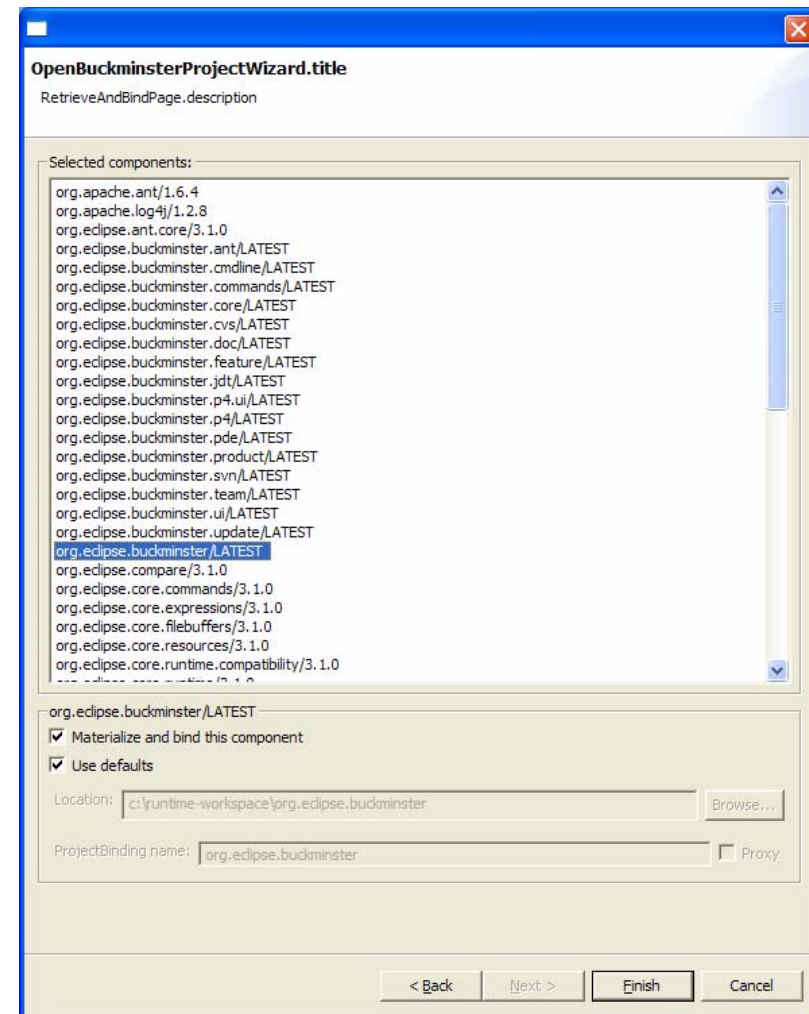 OpenBuckminsterProjectWizard.title
RetrieveAndBindPage.description
Selected components:
org.apache.ant/1.6.4
org.apache.log4j/1.2.8
org.eclipse.ant.core/3.1.0
org.eclipse.buckminster.ant/LATEST
org.eclipse.buckminster.cmdline/LATEST
org.eclipse.buckminster.commands/LATEST
org.eclipse.buckminster.core/LATEST
org.eclipse.buckminster.cvs/LATEST
org.eclipse.buckminster.doc/LATEST
org.eclipse.buckminster.feature/LATEST
org.eclipse.buckminster.jdt/LATEST
org.eclipse.buckminster.p4.ui/LATEST
org.eclipse.buckminster.p4/LATEST
org.eclipse.buckminster.pde/LATEST
org.eclipse.buckminster.product/LATEST
org.eclipse.buckminster.svn/LATEST
org.eclipse.buckminster.team/LATEST
org.eclipse.buckminster.ui/LATEST
org.eclipse.buckminster.update/LATEST
org.eclipse.buckminster/LATEST
org.eclipse.compare/3.1.0
org.eclipse.core.commands/3.1.0
org.eclipse.core.expressions/3.1.0
org.eclipse.core.filebuffers/3.1.0
org.eclipse.core.resources/3.1.0
org.eclipse.core.runtime.compatibility/3.1.0
org.eclipse.core.runtime/3.1.0
org.eclipse.buckminster/LATEST
Materialize and bind this component
Use defaults
Location: c:\runtime-workspace\org.eclipse.buckminster Browse...
ProjectBinding name: org.eclipse.buckminster Proxy
< Back Next > Finish Cancel